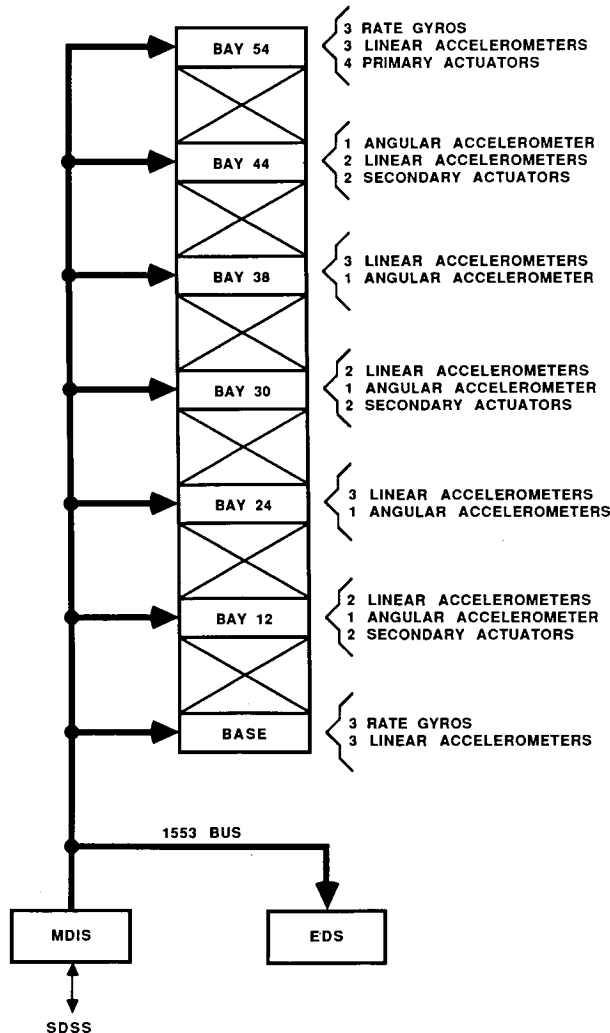 BAY 54
3 RATE GYROS
3 LINEAR ACCELEROMETERS
4 PRIMARY ACTUATORS
BAY 44
1 ANGULAR ACCELEROMETER
2 LINEAR ACCELEROMETERS
2 SECONDARY ACTUATORS
BAY 38
3 LINEAR ACCELEROMETERS
1 ANGULAR ACCELEROMETER
BAY 30
2 LINEAR ACCELEROMETERS
1 ANGULAR ACCELEROMETER
2 SECONDARY ACTUATORS
BAY 24
3 LINEAR ACCELEROMETERS
1 ANGULAR ACCELEROMETERS
BAY 12
2 LINEAR ACCELEROMETERS
1 ANGULAR ACCELEROMETER
2 SECONDARY ACTUATORS
BASE
3 RATE GYROS
3 LINEAR ACCELEROMETERS
1553 BUS
MDIS
EDS
SDSS